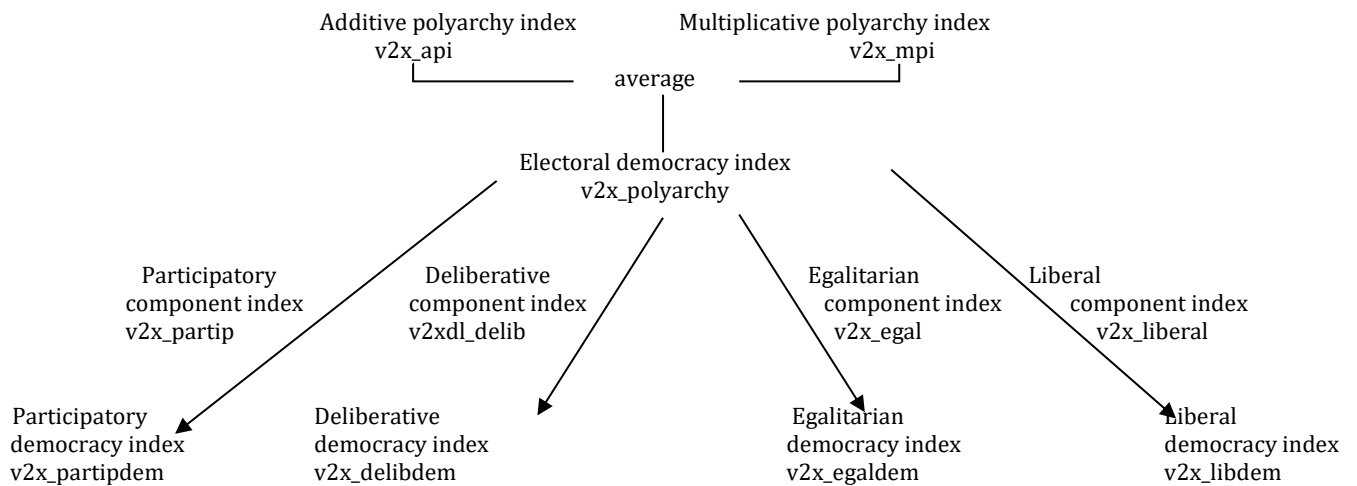 Additive polyarchy index
v2x_api
Multiplicative polyarchy index
v2x_mpi
average
Electoral democracy index
v2x_polyarchy
Participatory
component index
v2x_partip
Deliberative
component index
v2xdl_delib
Egalitarian
component index
v2x_egal
Liberal
component index
v2x_liberal
Participatory
democracy index
v2x_partipdem
Deliberative
democracy index
v2x_delibdem
Egalitarian
democracy index
v2x_egaldem
Liberal
democracy index
v2x_libdem